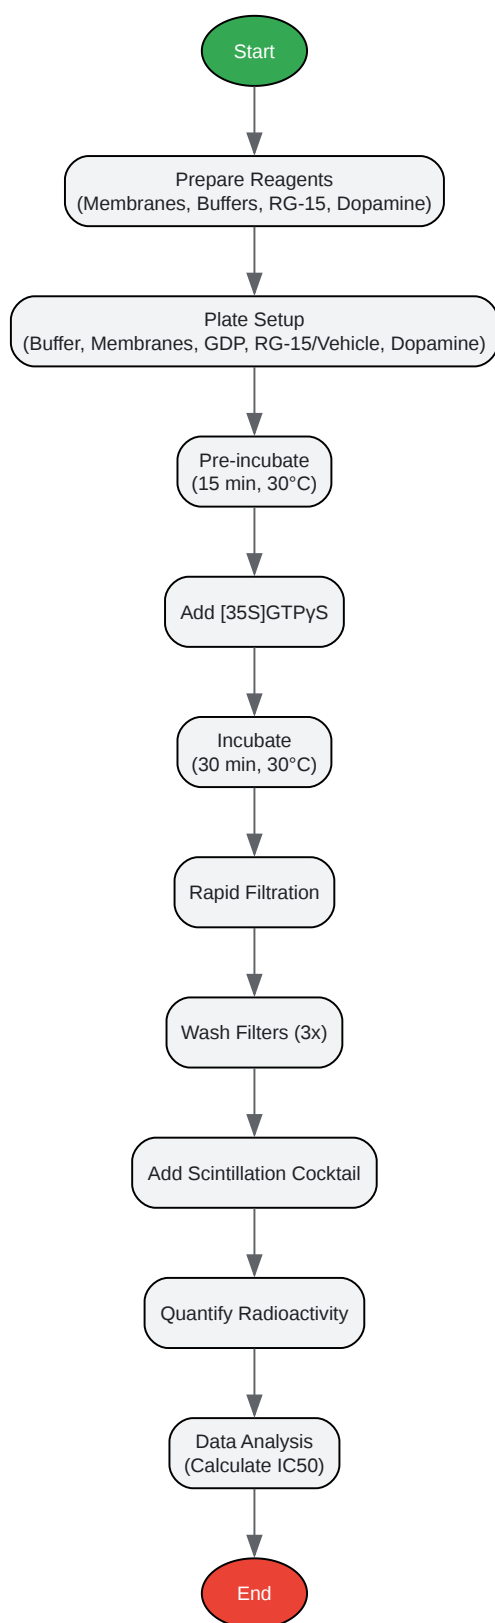 Start
Prepare Reagents
(Membranes, Buffers, RG-15, Dopamine)
Plate Setup
(Buffer, Membranes, GDP, RG-15/Vehicle, Dopamine)
Pre-incubate
(15 min, 30°C)
Add [35S]GTPγS
Incubate
(30 min, 30°C)
Rapid Filtration
Wash Filters (3x)
Add Scintillation Cocktail
Quantify Radioactivity
Data Analysis
(Calculate IC50)
End